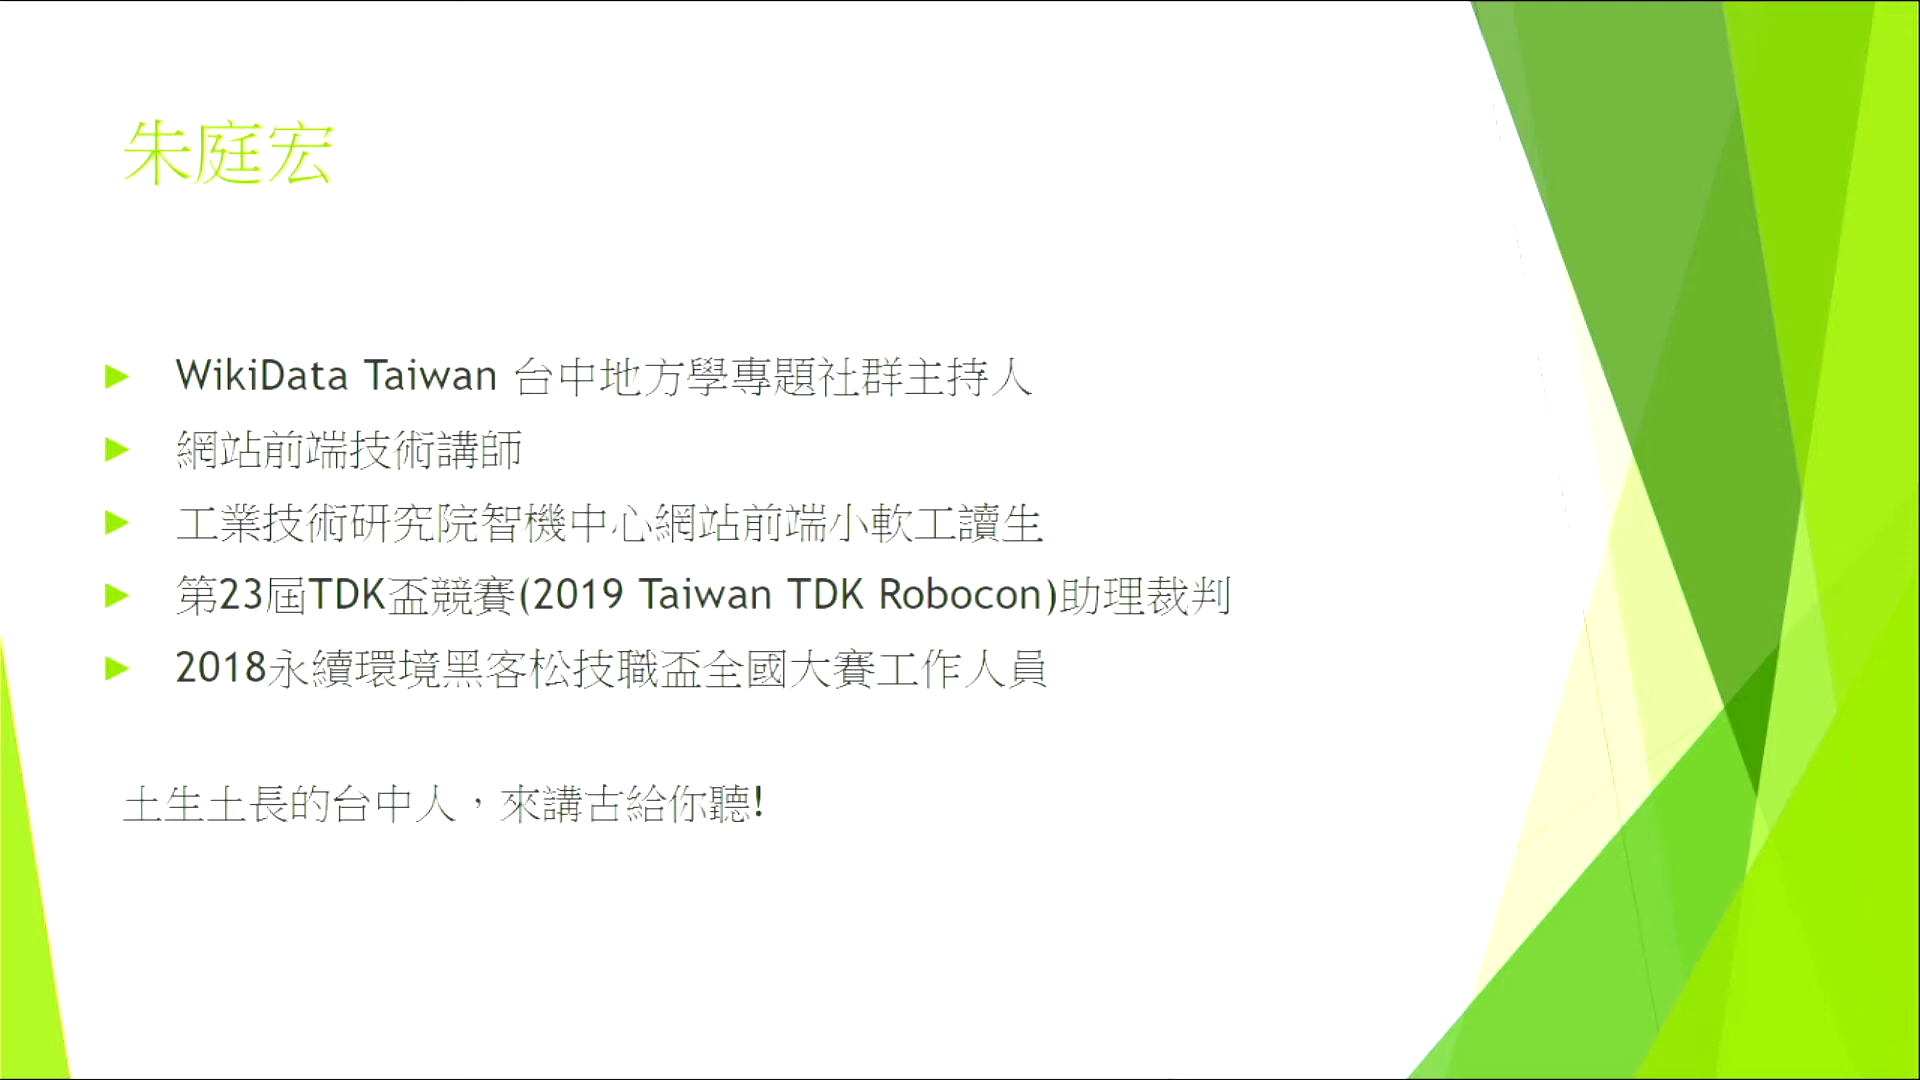 朱庭宏
WikiData Taiwan 台中地方學專題社群主持人
網站前端技術講師
工業技術研究院智機中心網站前端小軟工讀生
第23屆TDK盃競賽(2019 Taiwan TDK Robocon)助理裁判
2018永續環境黑客松技職盃全國大賽工作人員
土生土長的台中人，來講古給你聽!